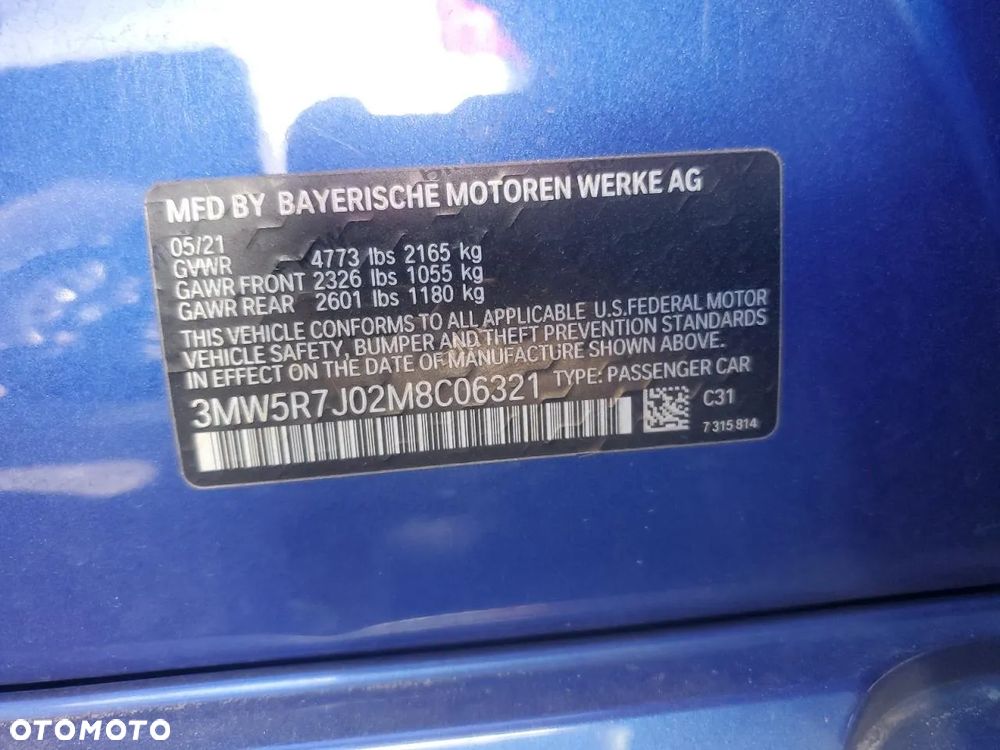 MFD BY BAYERISCHE MOTOREN WERKE AG
05/21
GVWR 4773 lbs 2165 kg
GAWR FRONT 2326 lbs 1055 kg
GAWR REAR 2601 lbs 1180 kg
THIS VEHICLE CONFORMS TO ALL APPLICABLE U.S.FEDERAL MOTOR
VEHICLE SAFETY, BUMPER AND THEFT PREVENTION STANDARDS
IN EFFECT ON THE DATE OF MANUFACTURE SHOWN ABOVE.
3MW5R7J02M8C06321 TYPE: PASSENGER CAR
C31
7 315 814
OTOMOTO